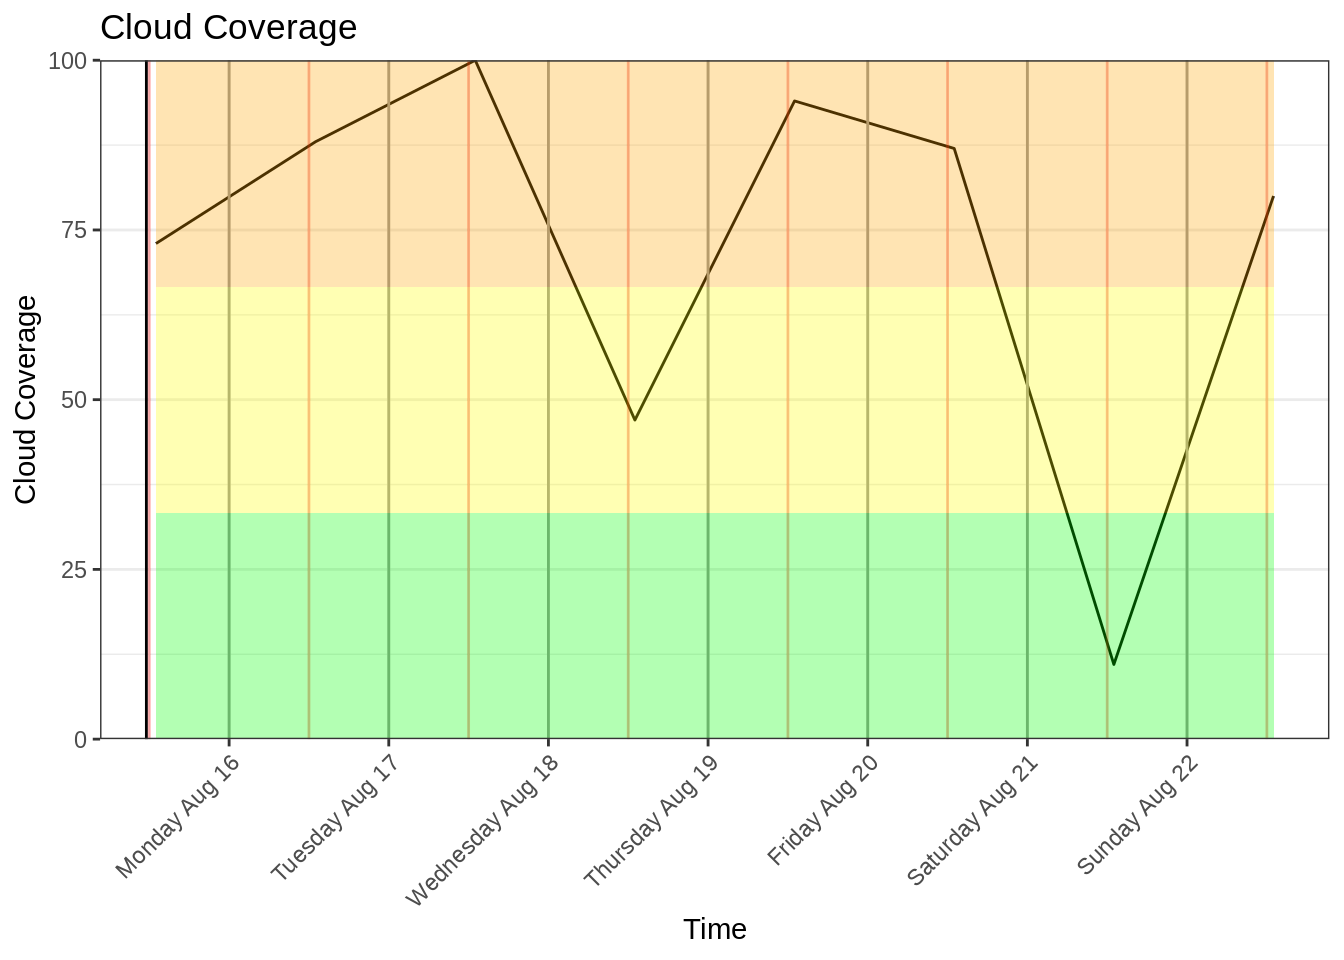 Cloud Coverage
100
75
50
25
0
Cloud Coverage
Monday Aug 16
Tuesday Aug 17
Wednesday Aug 18
Thursday Aug 19
Friday Aug 20
Saturday Aug 21
Sunday Aug 22
Time